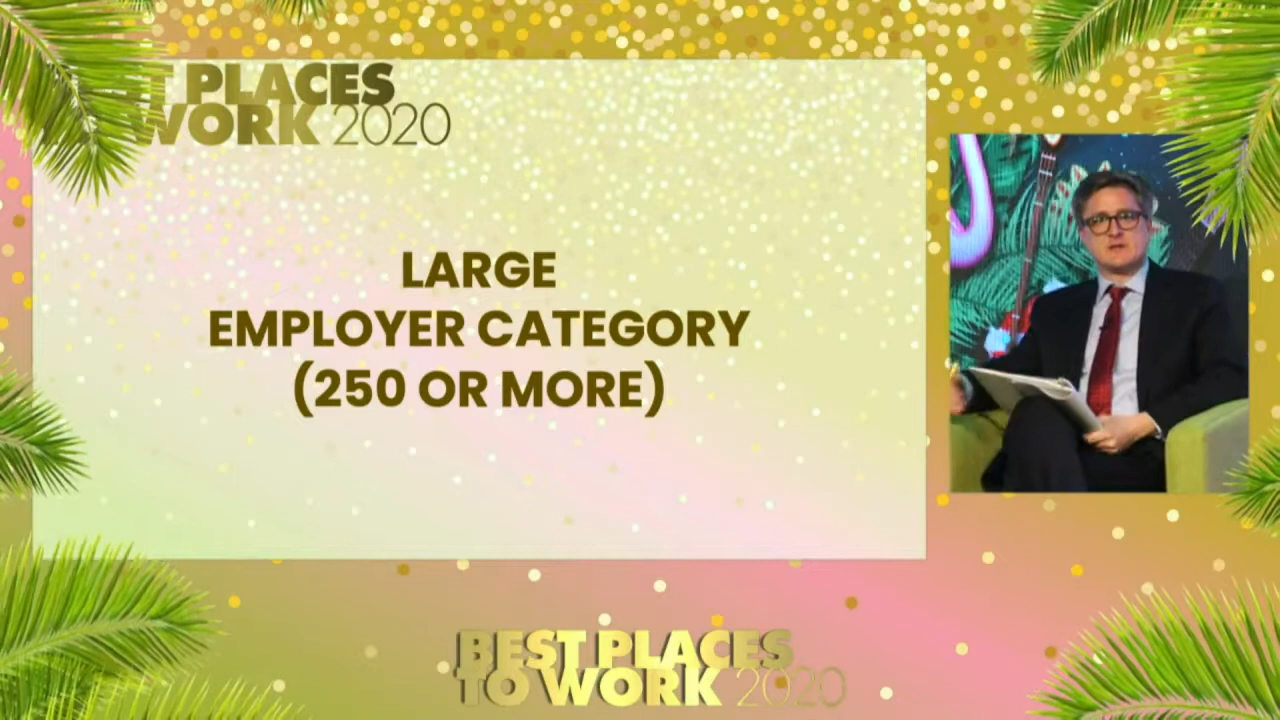 T PLACES
WORK 2020
LARGE
EMPLOYER CATEGORY
(250 OR MORE)
BEST PLACES
TO WORK 2020